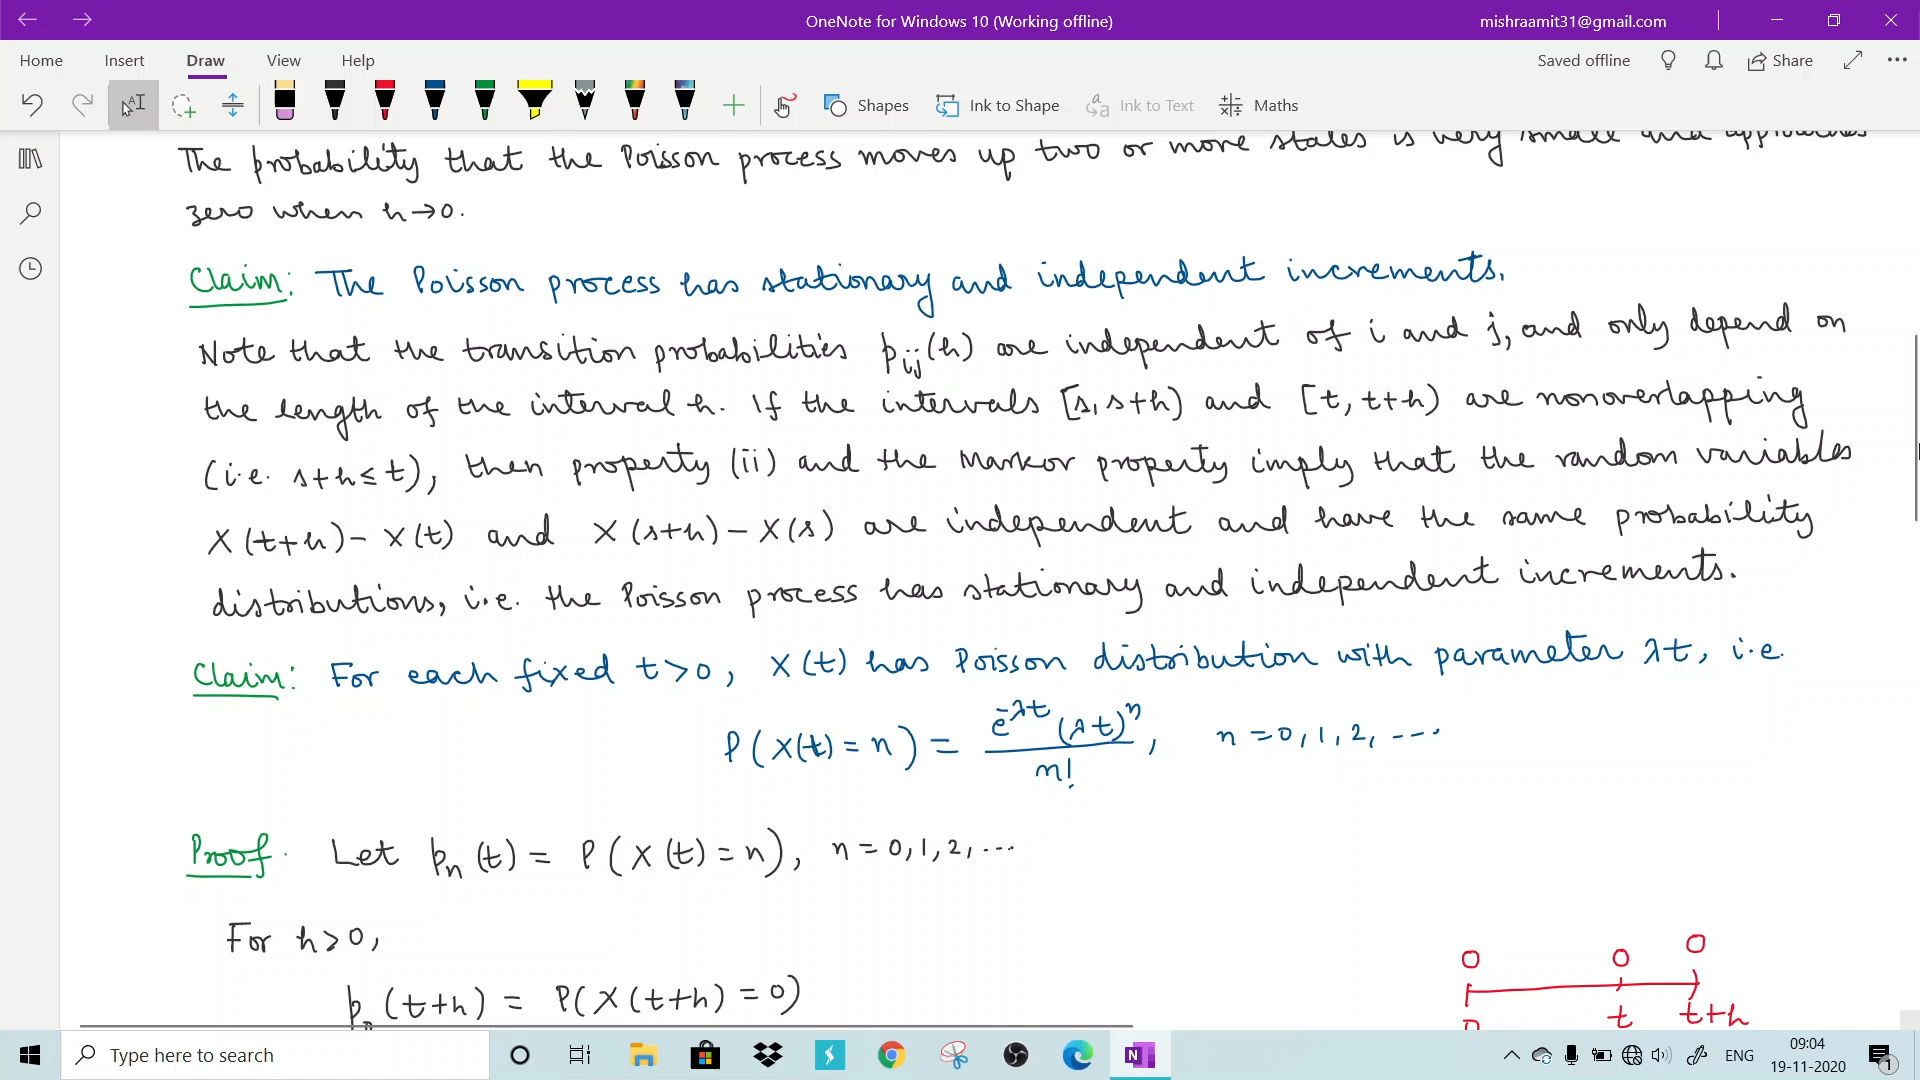 OneNote for Windows 10 (Working offline)
mishraamit31@gmail.com
Home Insert Draw View Help
Saved offline
Share
Shapes
Ink to Shape
Ink to Text
Maths
The probability that the Poisson process moves up two or more states is very small and approaches
zero when h→0.
Claim: The Poisson process has stationary and independent increments.
Note that the transition probabilities pij(h) are independent of i and j, and only depend on
the length of the interval h. If the intervals [s, s+h) and [t, t+h) are nonoverlapping
(i.e. s+h≤t), then property (ii) and the Markov property imply that the random variables
X(t+h)-X(t) and X(s+h)-X(s) are independent and have the same probability
distributions, i.e. the Poisson process has stationary and independent increments.
Claim: For each fixed t>0, X(t) has Poisson distribution with parameter λt, i.e.
P(X(t)=n) = e^-λt (λt)^n / n!, n=0,1,2,...
Proof. Let pn(t) = P(X(t)=n), n=0,1,2,...
For h>0,
p0(t+h) = P(X(t+h)=0)
0 0 0
0 t t+h
Type here to search
ENG
09:04
19-11-2020
1